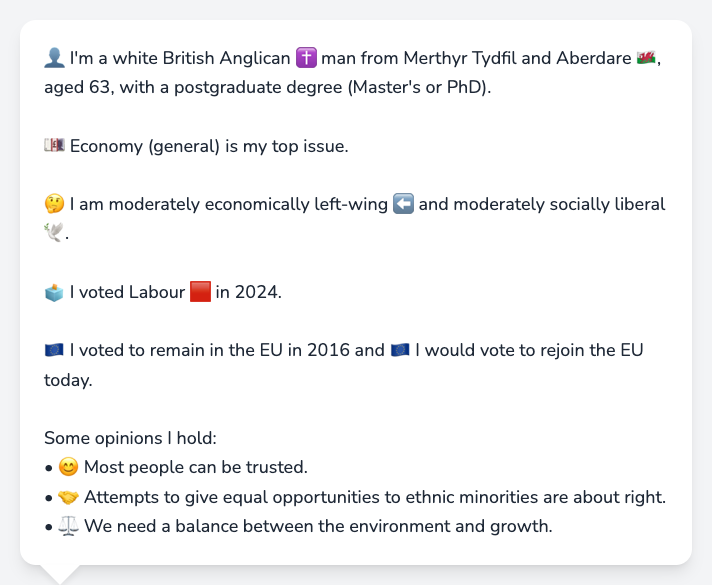 👤 I'm a white British Anglican ✝️ man from Merthyr Tydfil and Aberdare 🏴󠁧󠁢󠁷󠁬󠁳󠁿,
aged 63, with a postgraduate degree (Master's or PhD).
💷 Economy (general) is my top issue.
🤔 I am moderately economically left-wing ⬅️ and moderately socially liberal
🕊️.
🗳️ I voted Labour 🟥 in 2024.
🇪🇺 I voted to remain in the EU in 2016 and 🇪🇺 I would vote to rejoin the EU
today.
Some opinions I hold:
• 😊 Most people can be trusted.
• 🤝 Attempts to give equal opportunities to ethnic minorities are about right.
• ⚖️ We need a balance between the environment and growth.